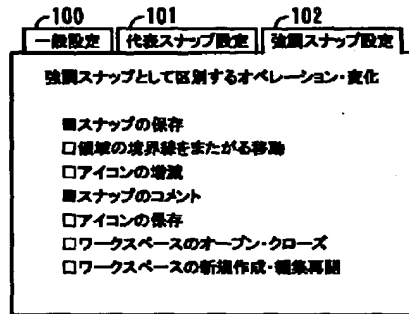 100 101 102
一般設定 代表スナップ設定 強調スナップ設定
強調スナップとして区別するオペレーション・変化
■スナップの保存
□領域の境界線をまたがる移動
□アイコンの増減
■スナップのコメント
□アイコンの保存
□ワークスペースのオープン・クローズ
□ワークスペースの新規作成・編集再開